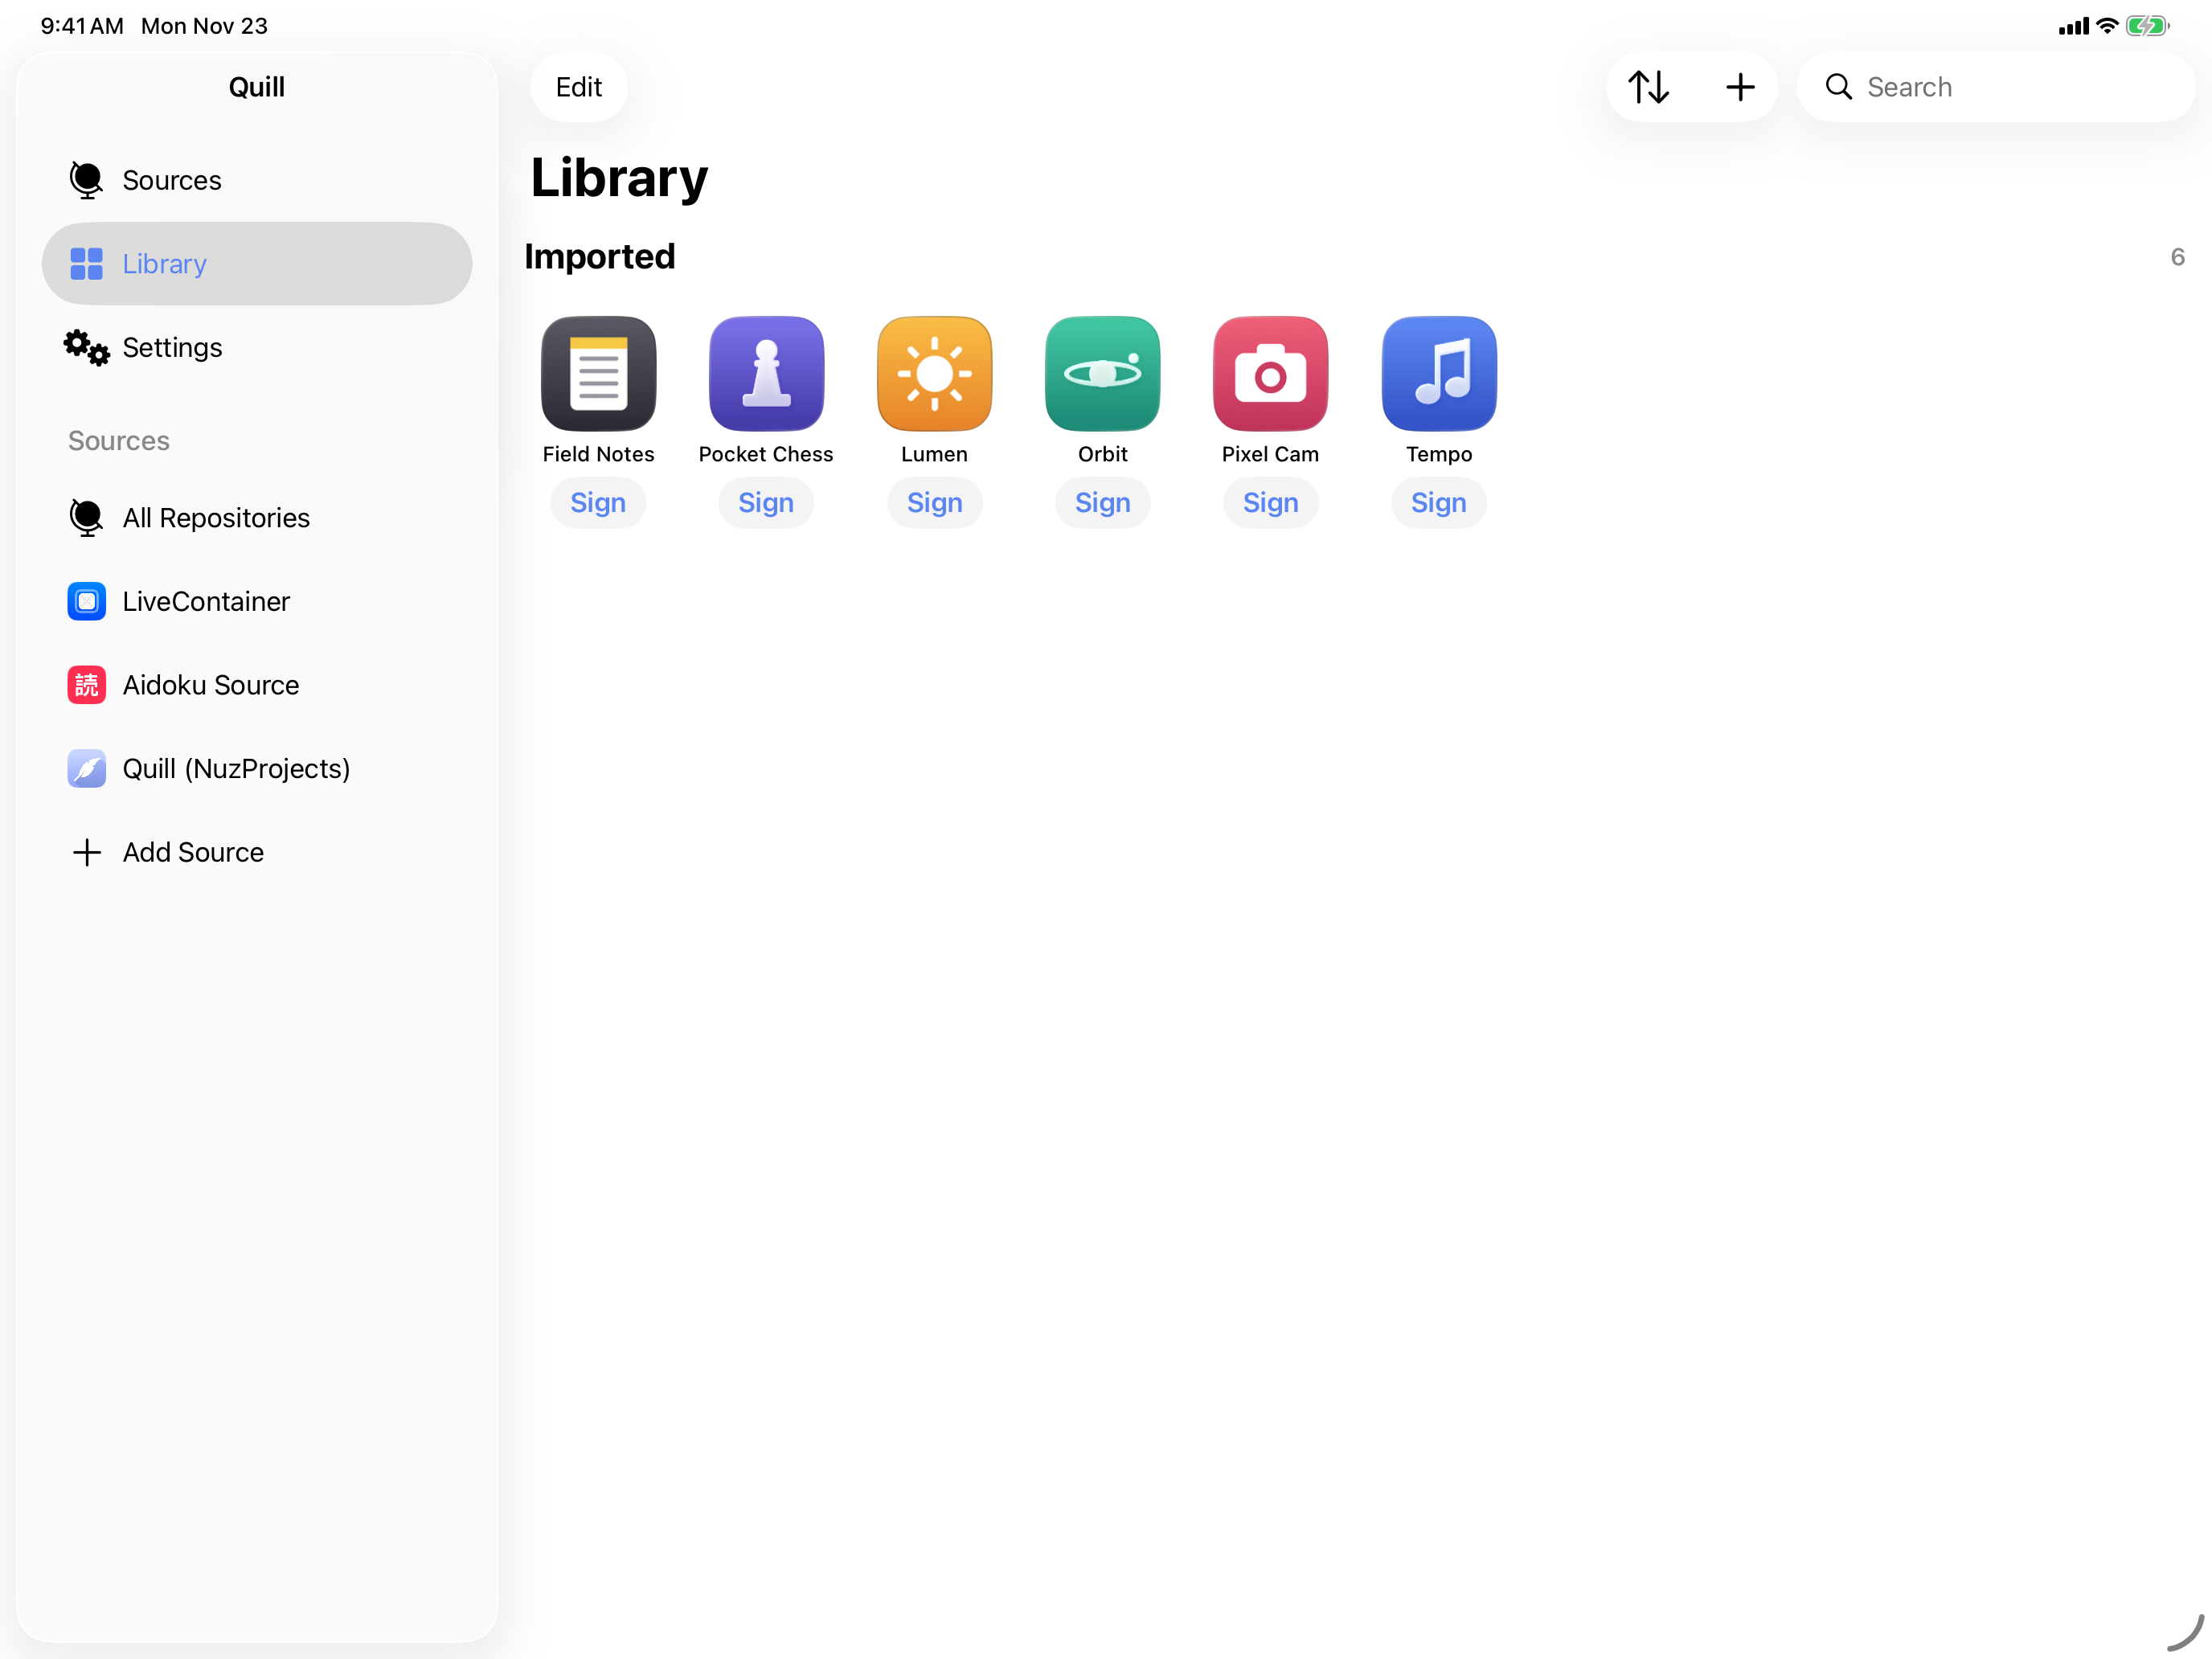 9:41 AM Mon Nov 23
Quill
Sources
Library
Settings
Sources
All Repositories
LiveContainer
読 Aidoku Source
Quill (NuzProjects)
Add Source
Edit
Search
Library
Imported 6
Field Notes Pocket Chess Lumen Orbit Pixel Cam Tempo
Sign Sign Sign Sign Sign Sign